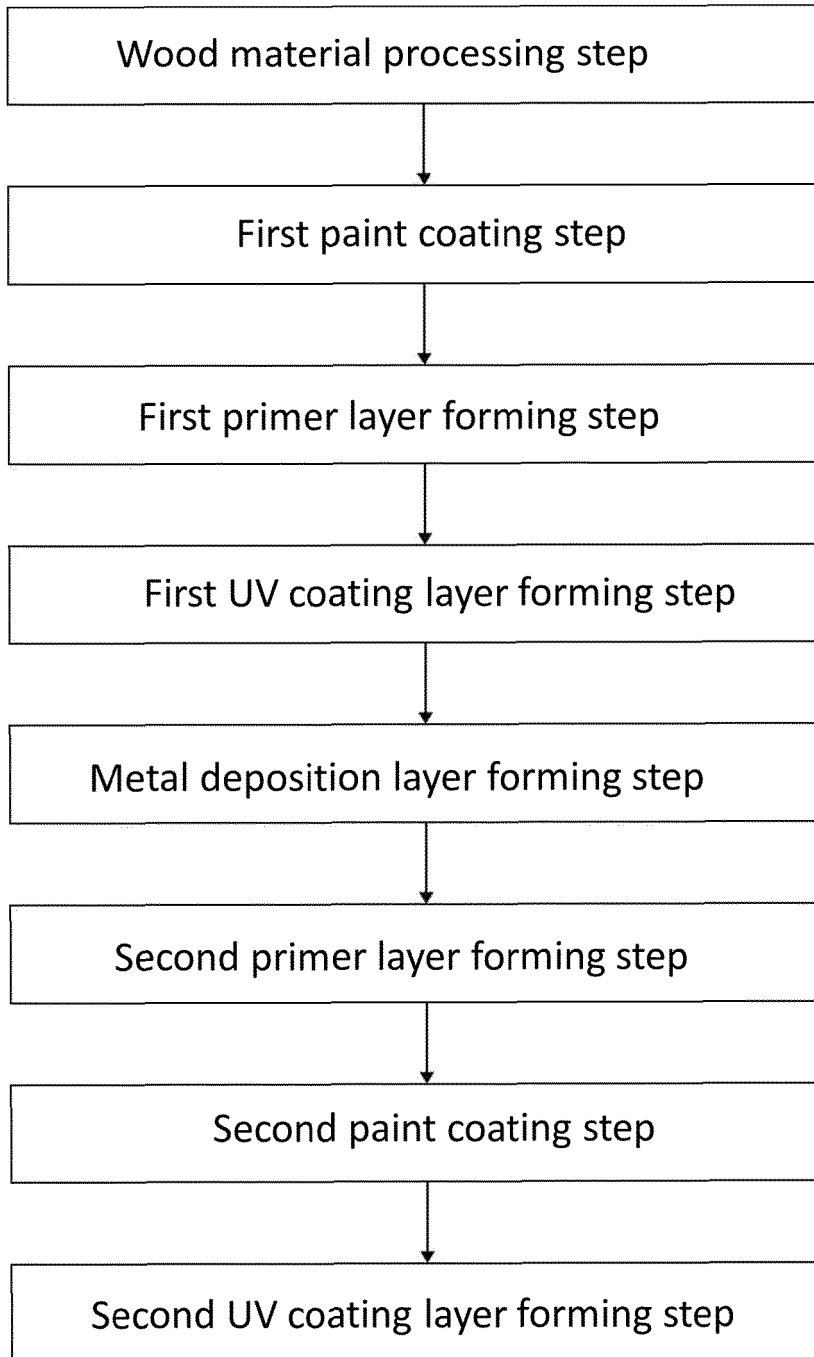 Wood material processing step
First paint coating step
First primer layer forming step
First UV coating layer forming step
Metal deposition layer forming step
Second primer layer forming step
Second paint coating step
Second UV coating layer forming step